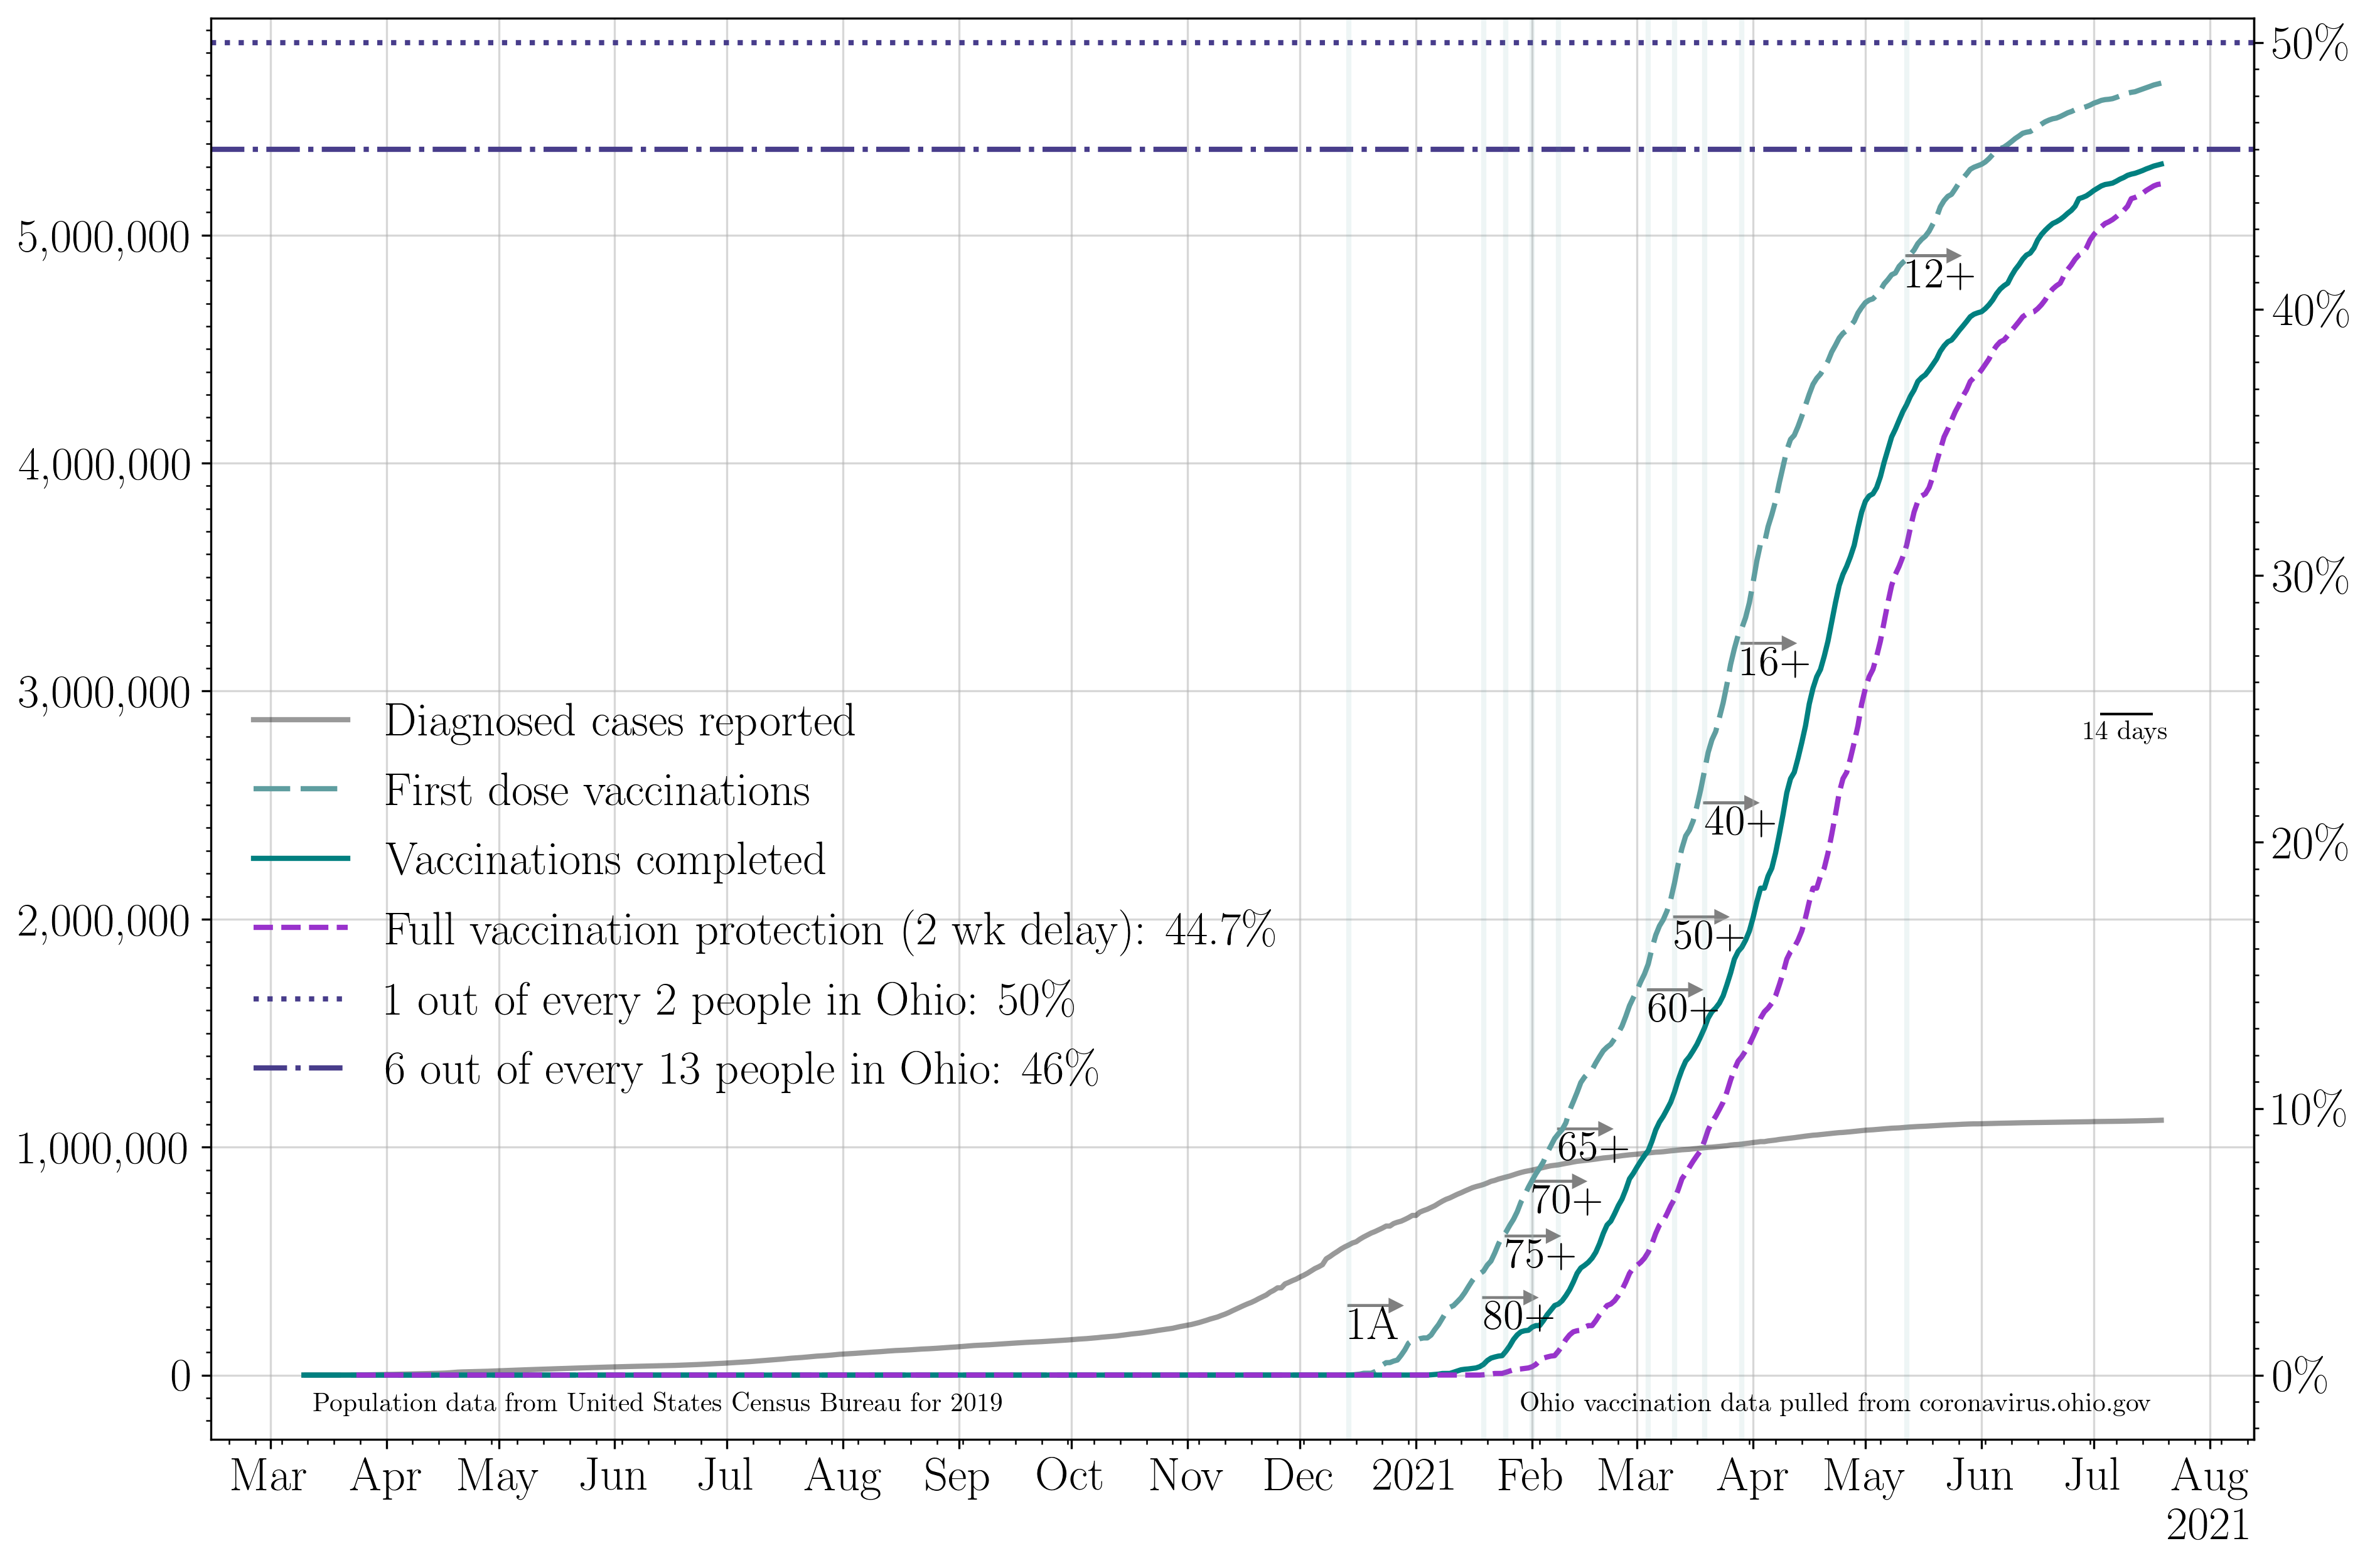 50%
5,000,000
12+
40%
4,000,000
30%
16+
3,000,000
Diagnosed cases reported
14 days
First dose vaccinations
40+
Vaccinations completed
20%
2,000,000
Full vaccination protection (2 wk delay): 44.7%
50+
1 out of every 2 people in Ohio: 50%
60+
6 out of every 13 people in Ohio: 46%
10%
1,000,000
65+
70+
75+
1A
80+
0
0%
Population data from United States Census Bureau for 2019
Ohio vaccination data pulled from coronavirus.ohio.gov
Mar Apr May Jun Jul Aug Sep Oct Nov Dec 2021 Feb Mar Apr May Jun Jul Aug
2021